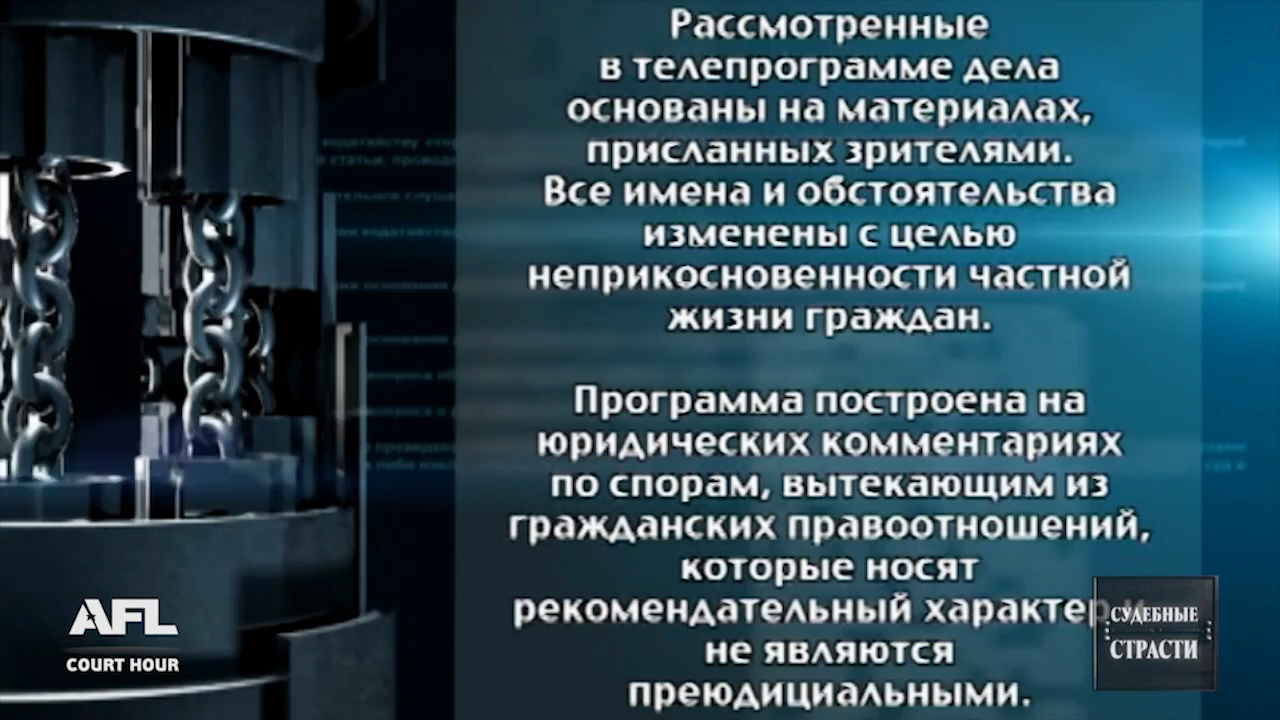 Рассмотренные
в телепрограмме дела
основаны на материалах,
присланных зрителями.
Все имена и обстоятельства
изменены с целью
неприкосновенности частной
жизни граждан.
Программа построена на
юридических комментариях
по спорам, вытекающим из
гражданских правоотношений,
которые носят
рекомендательный характер и
не являются
преюдициальными.
AFL
COURT HOUR
СУДЕБНЫЕ
СТРАСТИ